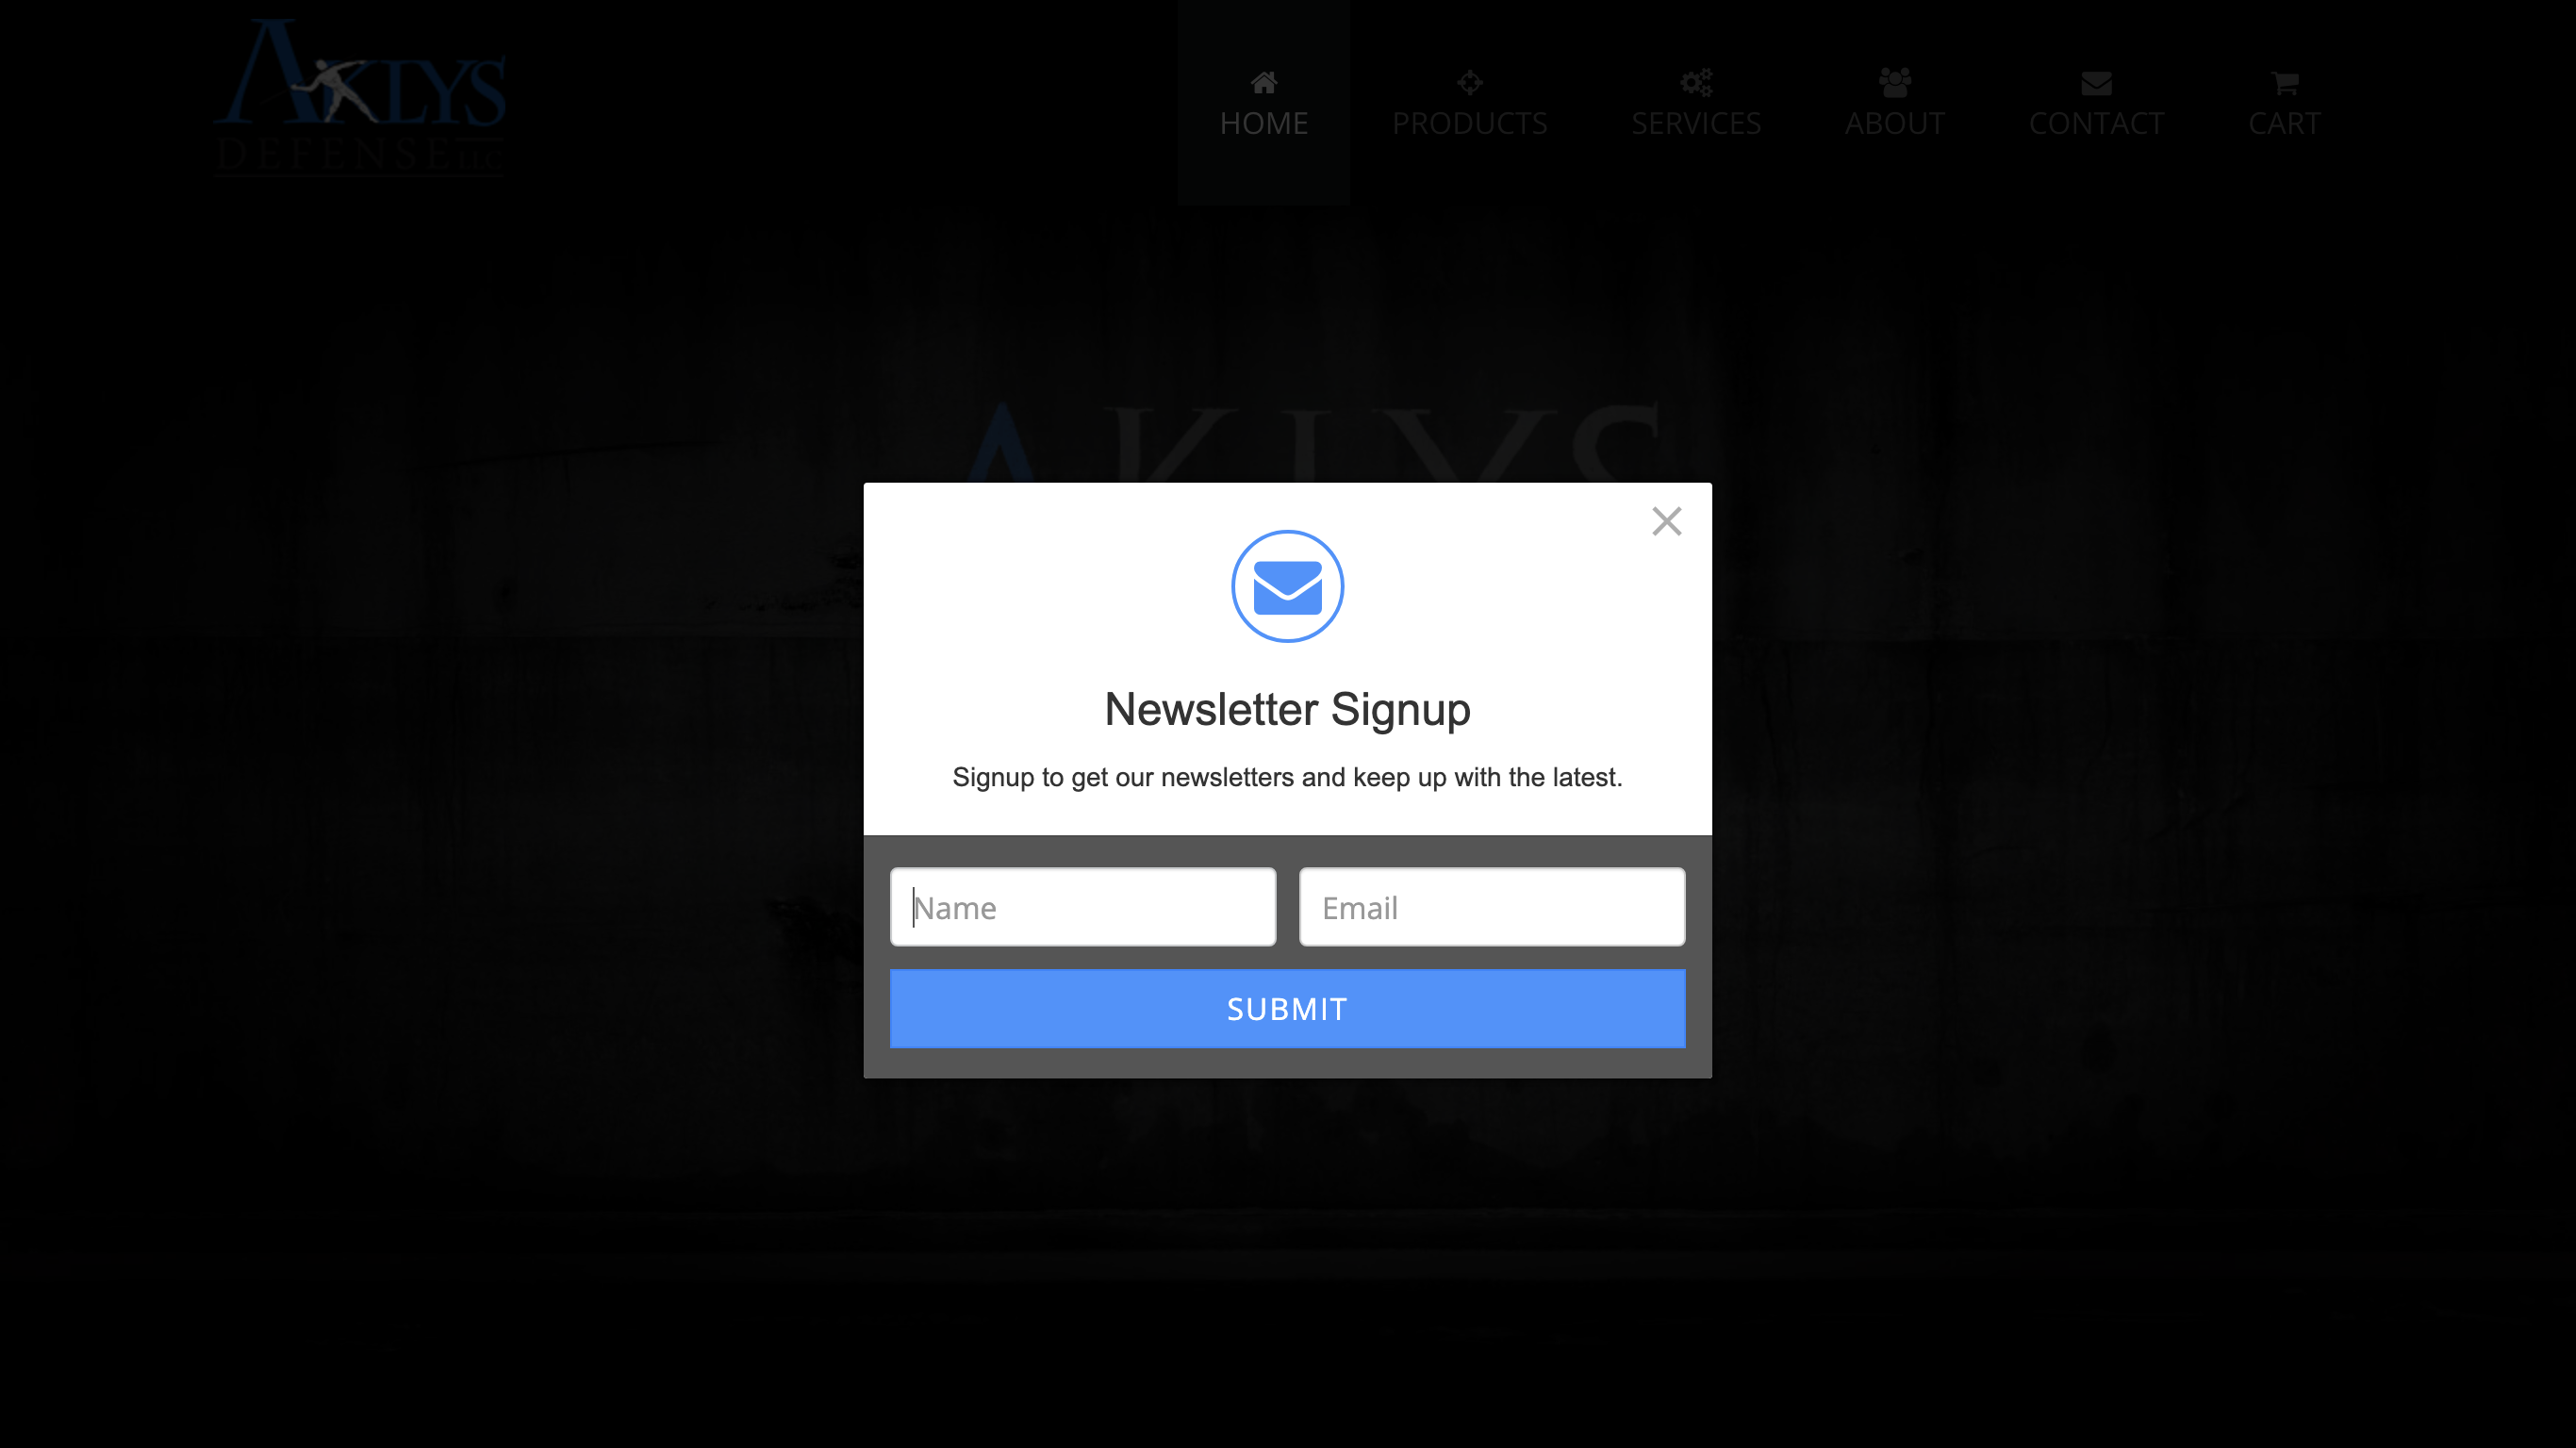 AKLYS
DEFENSE LLC
HOME
PRODUCTS
SERVICES
ABOUT
CONTACT
CART
AKLYS
Newsletter Signup
Signup to get our newsletters and keep up with the latest.
Name
Email
SUBMIT